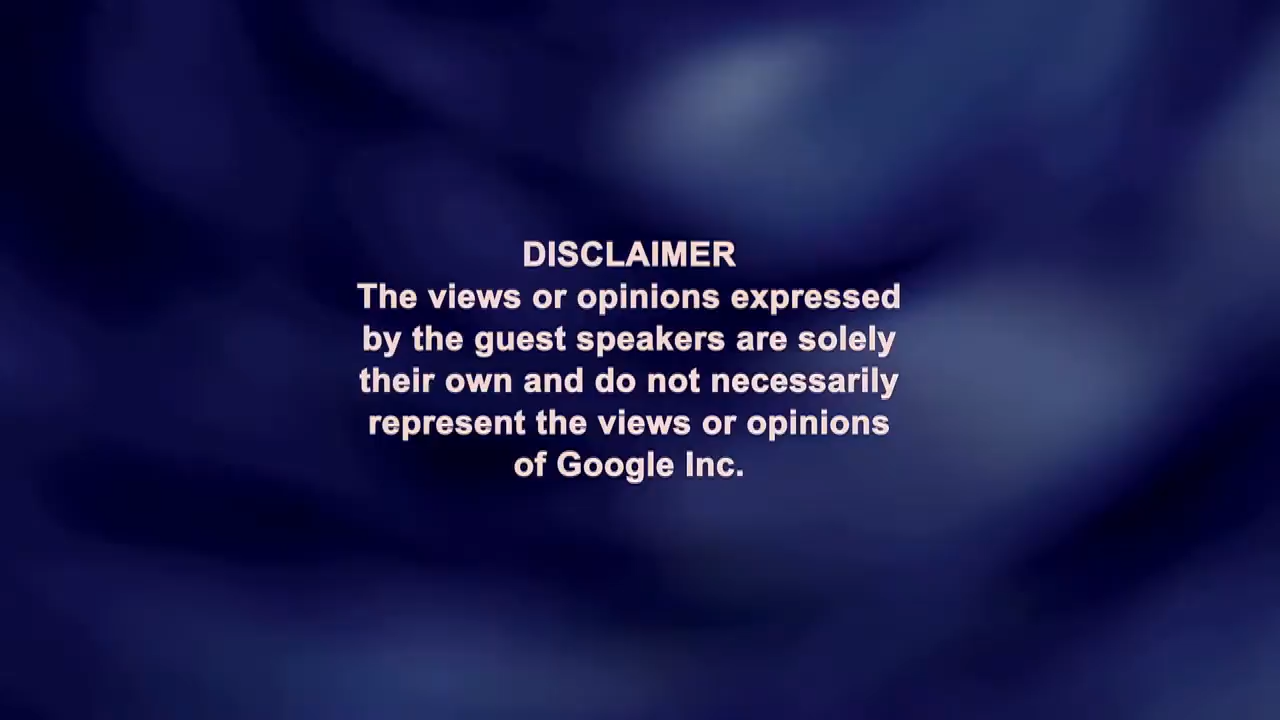 DISCLAIMER
The views or opinions expressed
by the guest speakers are solely
their own and do not necessarily
represent the views or opinions
of Google Inc.